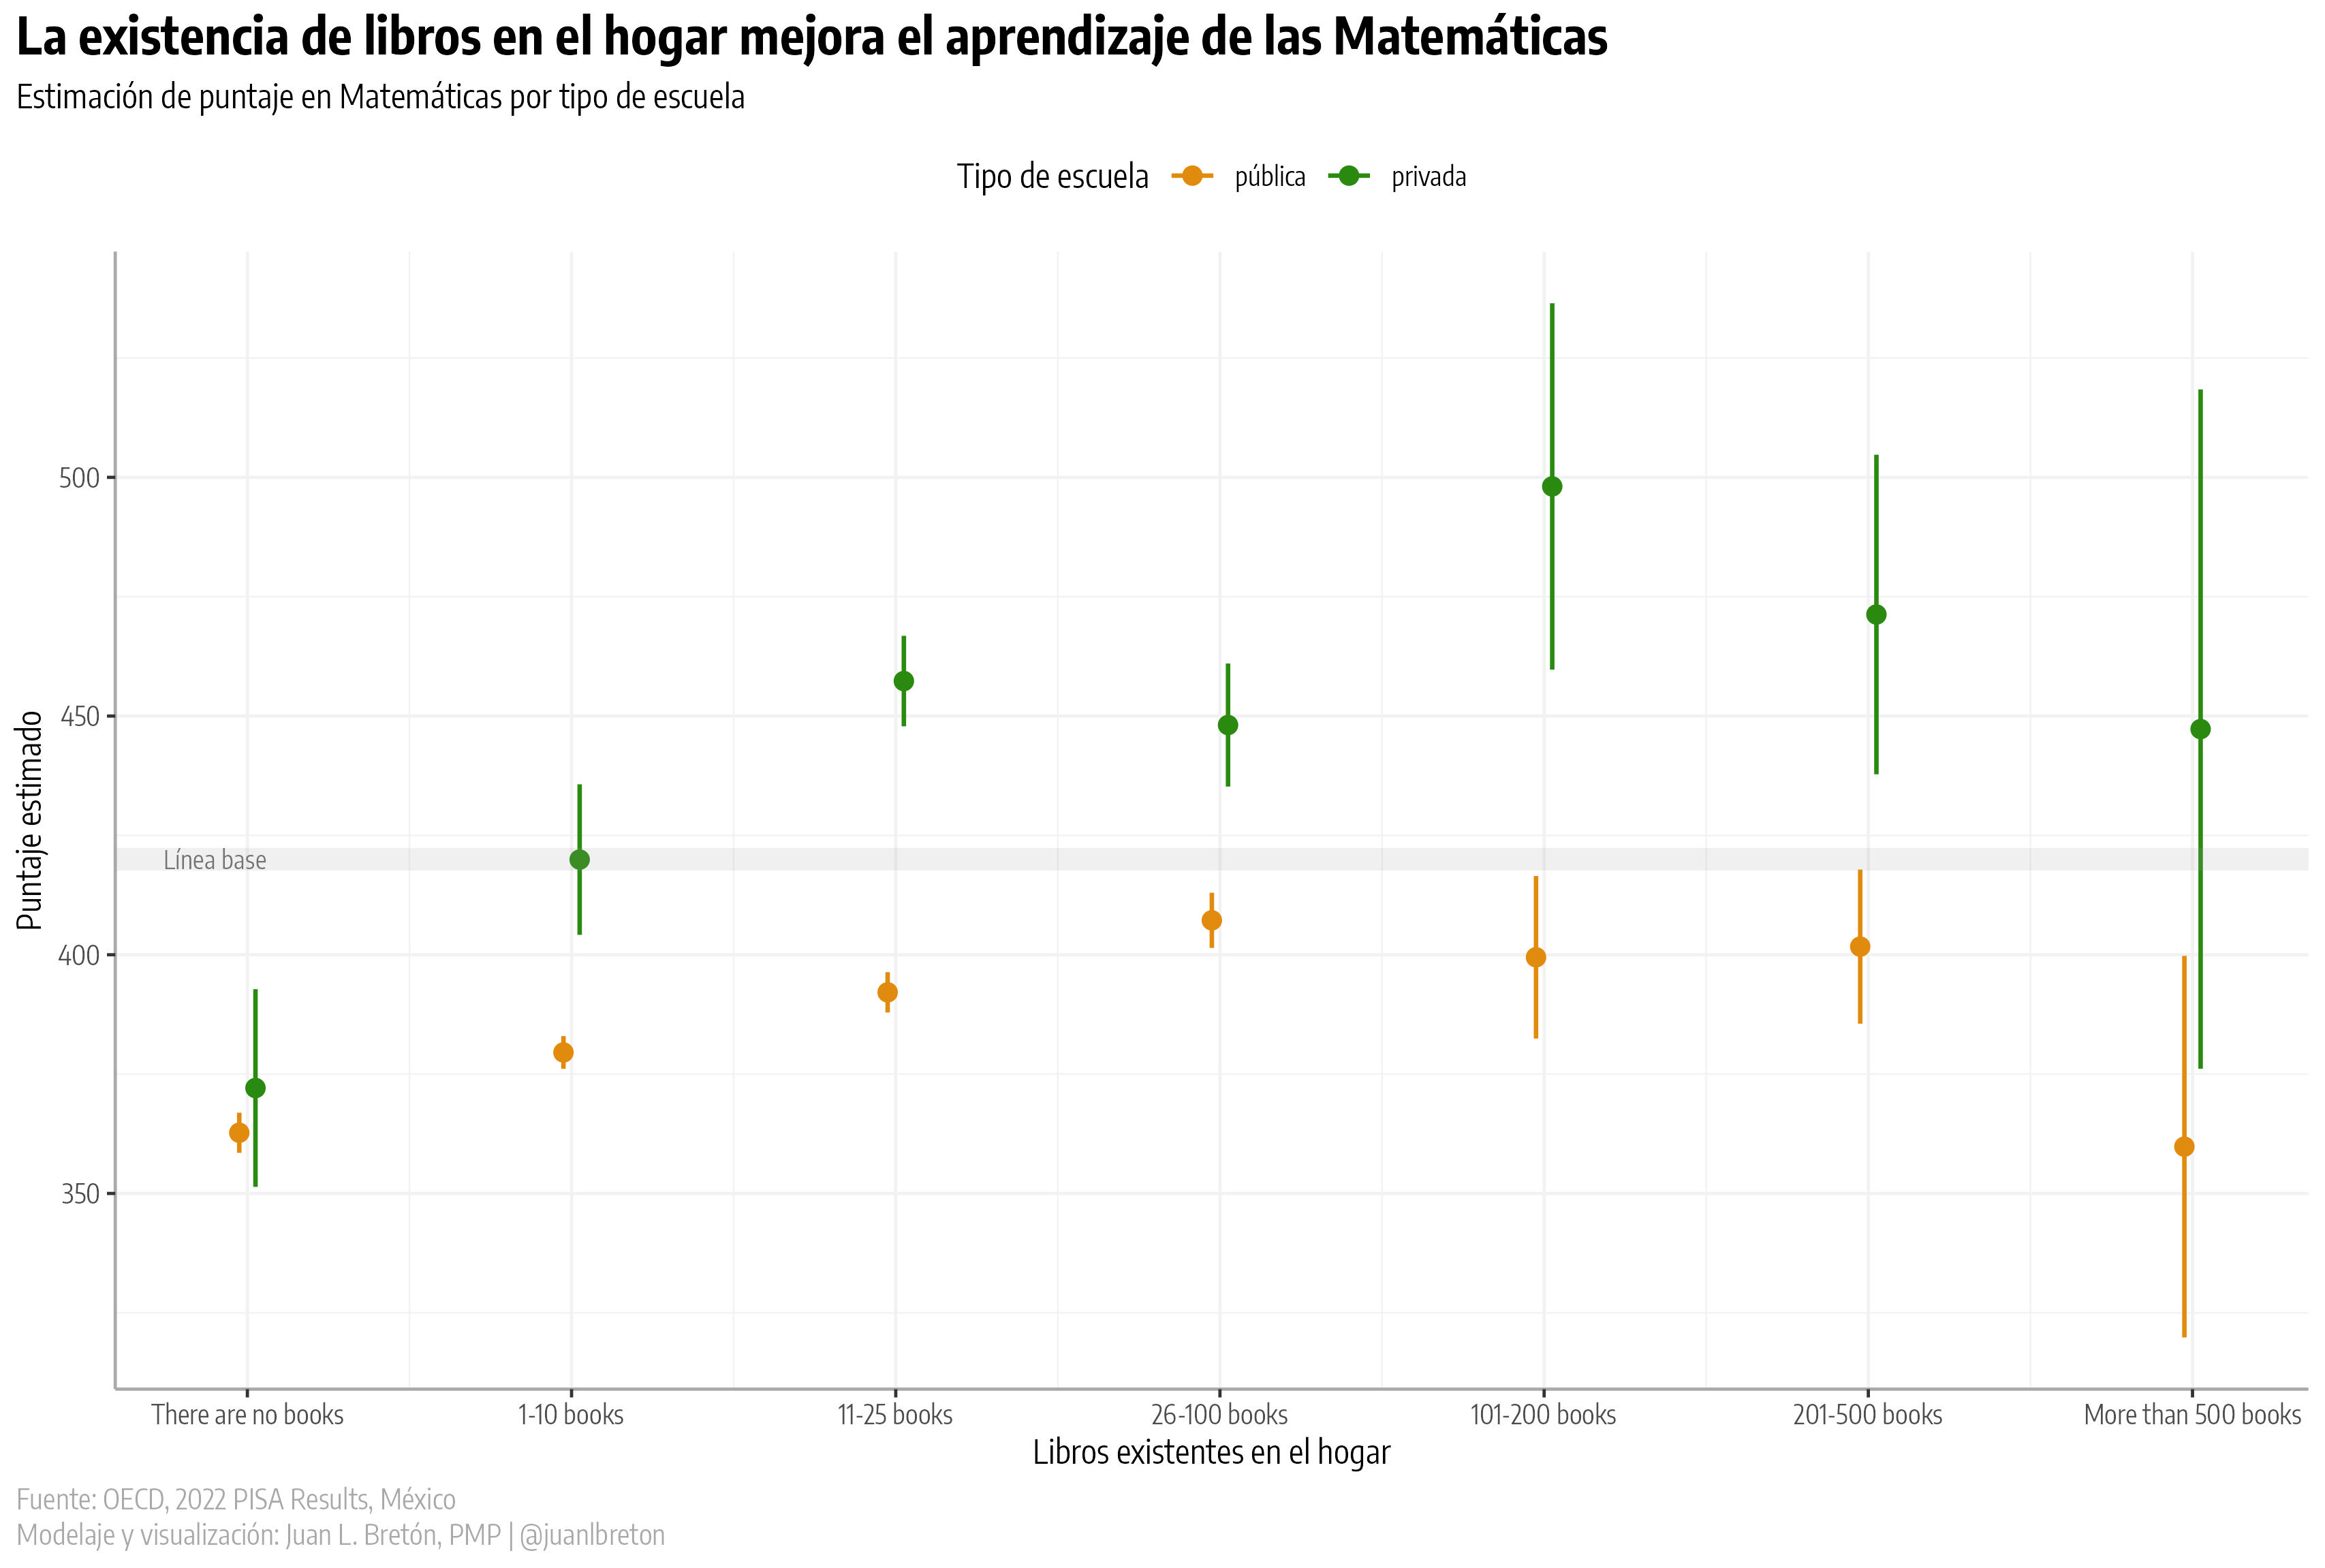 La existencia de libros en el hogar mejora el aprendizaje de las Matemáticas
Estimación de puntaje en Matemáticas por tipo de escuela
Tipo de escuela pública privada
500
450
Línea base
400
350
Puntaje estimado
There are no books 1-10 books 11-25 books 26-100 books 101-200 books 201-500 books More than 500 books
Libros existentes en el hogar
Fuente: OECD, 2022 PISA Results, México
Modelaje y visualización: Juan L. Bretón, PMP | @juanlbreton